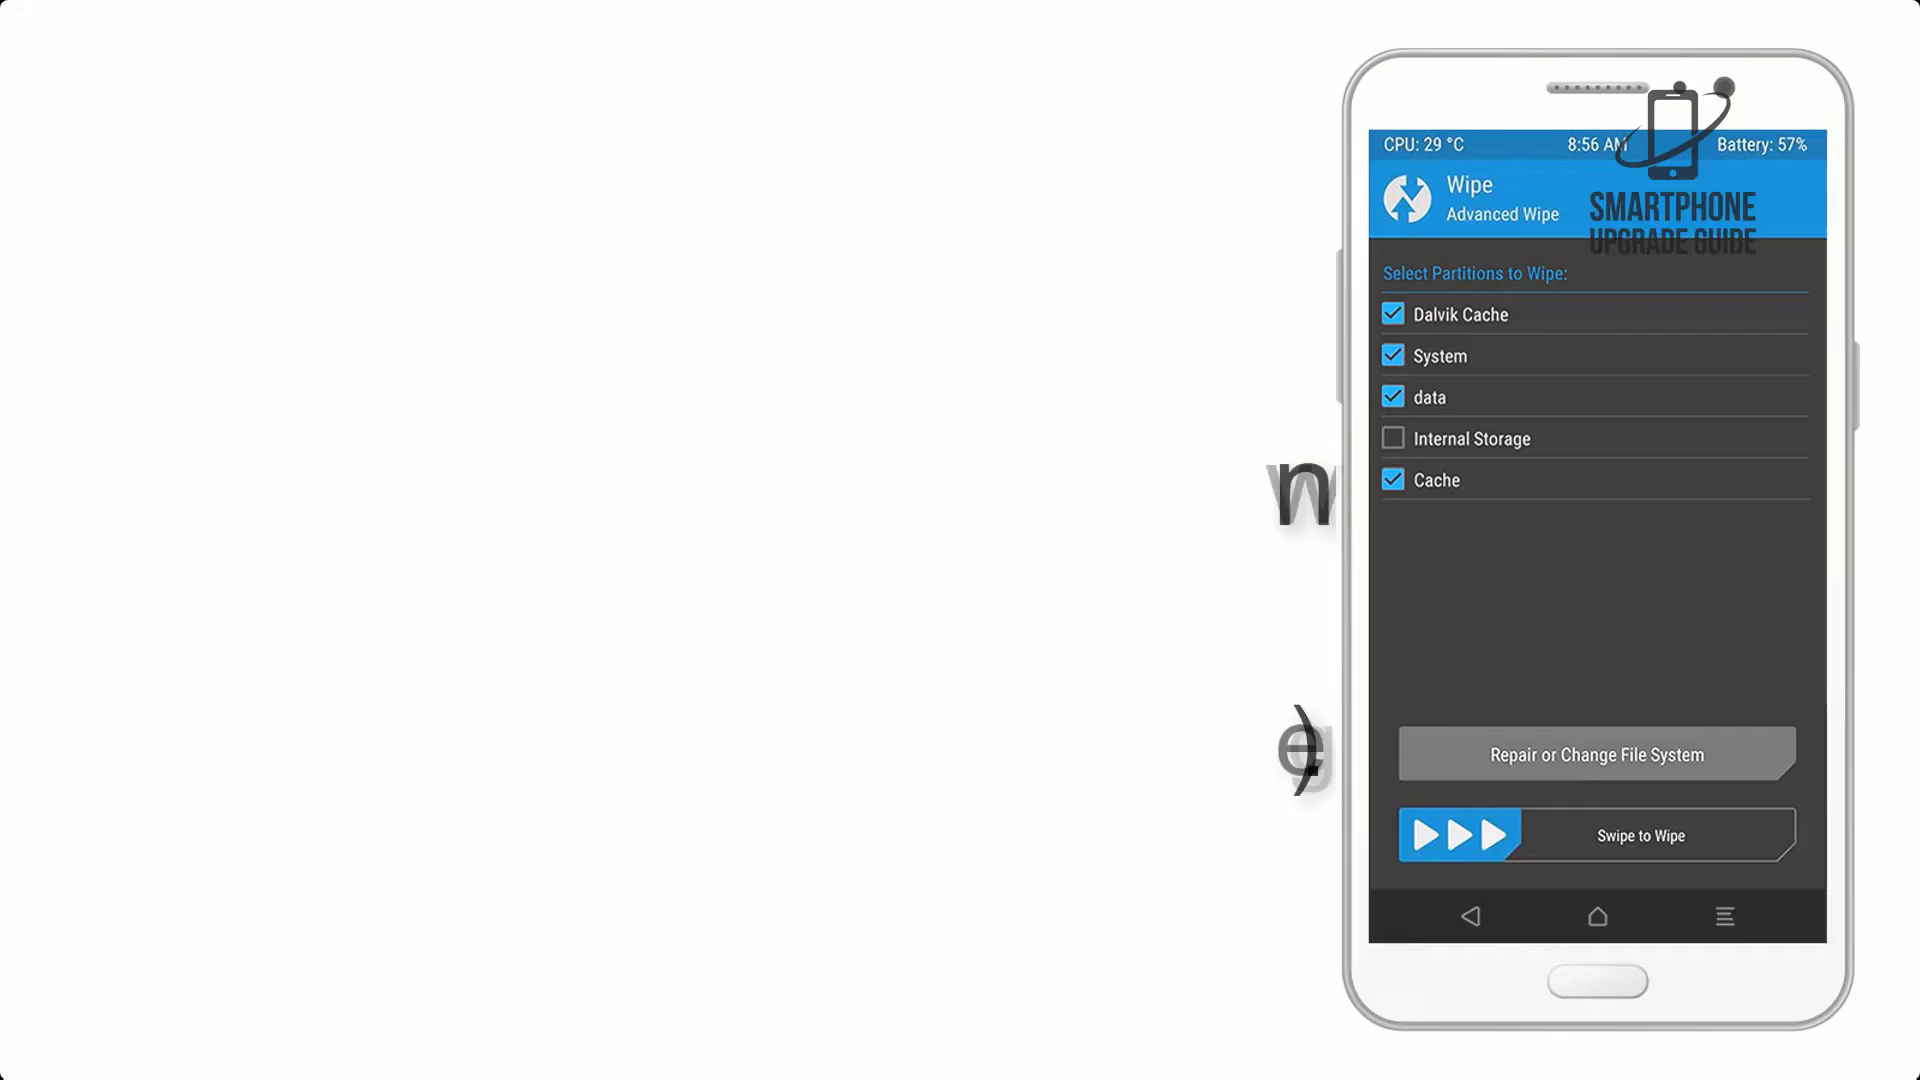 CPU: 29 °C 8:56 AM Battery: 57%
Wipe
Advanced Wipe
SMARTPHONE
UPGRADE GUIDE
Select Partitions to Wipe:
Dalvik Cache
System
data
Internal Storage
Cache
Repair or Change File System
Swipe to Wipe